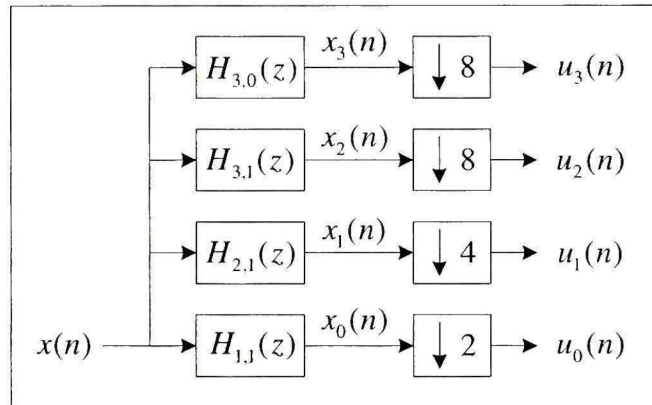 H_{3,0}(z) x_3(n) ↓ 8 u_3(n)
H_{3,1}(z) x_2(n) ↓ 8 u_2(n)
H_{2,1}(z) x_1(n) ↓ 4 u_1(n)
x(n) H_{1,1}(z) x_0(n) ↓ 2 u_0(n)